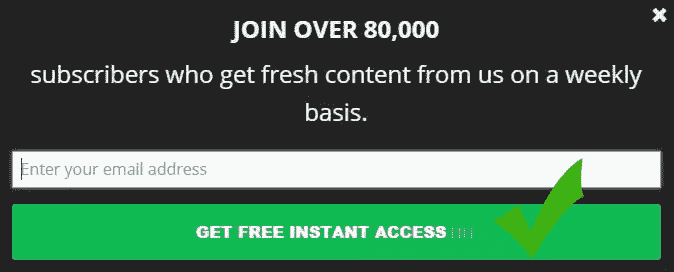 JOIN OVER 80,000
subscribers who get fresh content from us on a weekly
basis.
Enter your email address
GET FREE INSTANT ACCESS